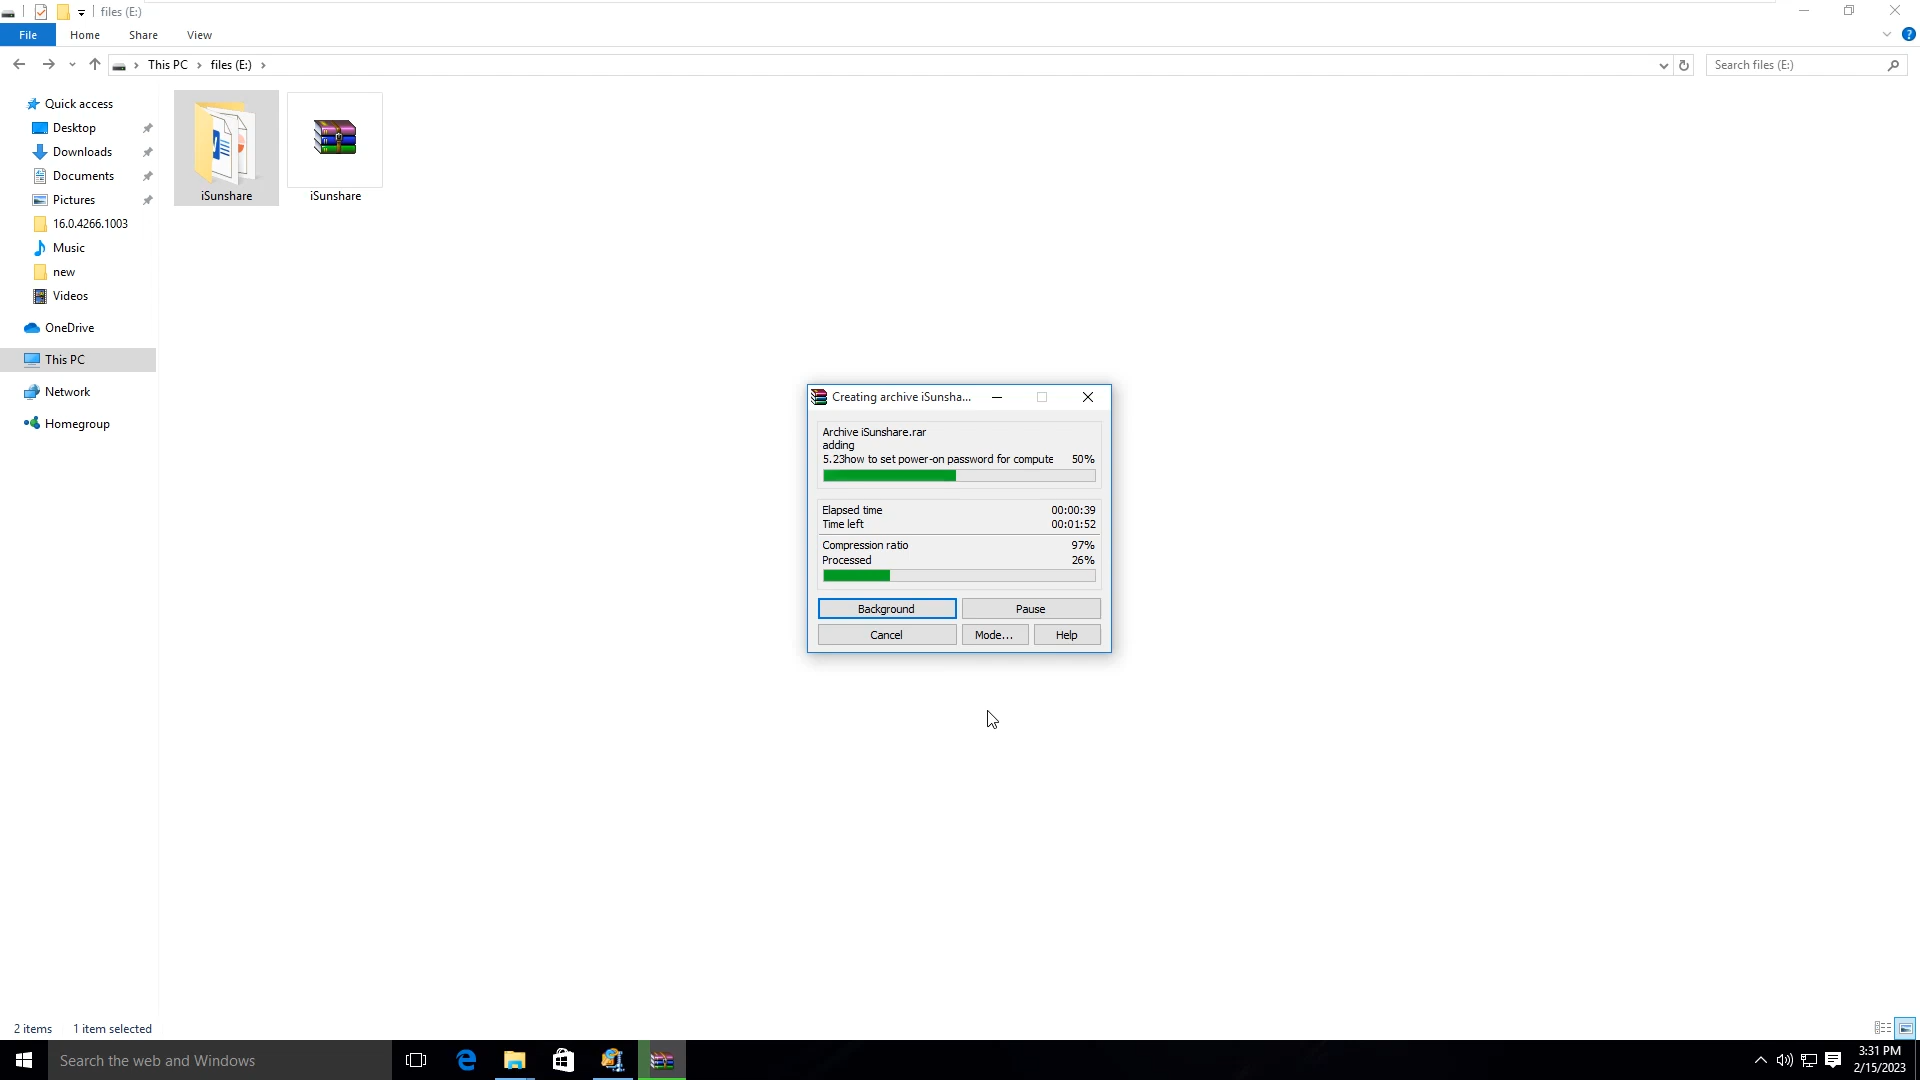 files (E:)
File
Home
Share
View
This PC
files (E:)
Search files (E:)
Quick access
Desktop
Downloads
Documents
Pictures
16.0.4266.1003
Music
new
Videos
OneDrive
This PC
Network
Homegroup
iSunshare
iSunshare
Creating archive iSunsha...
Archive iSunshare.rar
adding
5.23how to set power-on password for compute 50%
Elapsed time 00:00:39
Time left 00:01:52
Compression ratio 97%
Processed 26%
Background
Pause
Cancel
Mode...
Help
2 items 1 item selected
Search the web and Windows
3:31 PM
2/15/2023